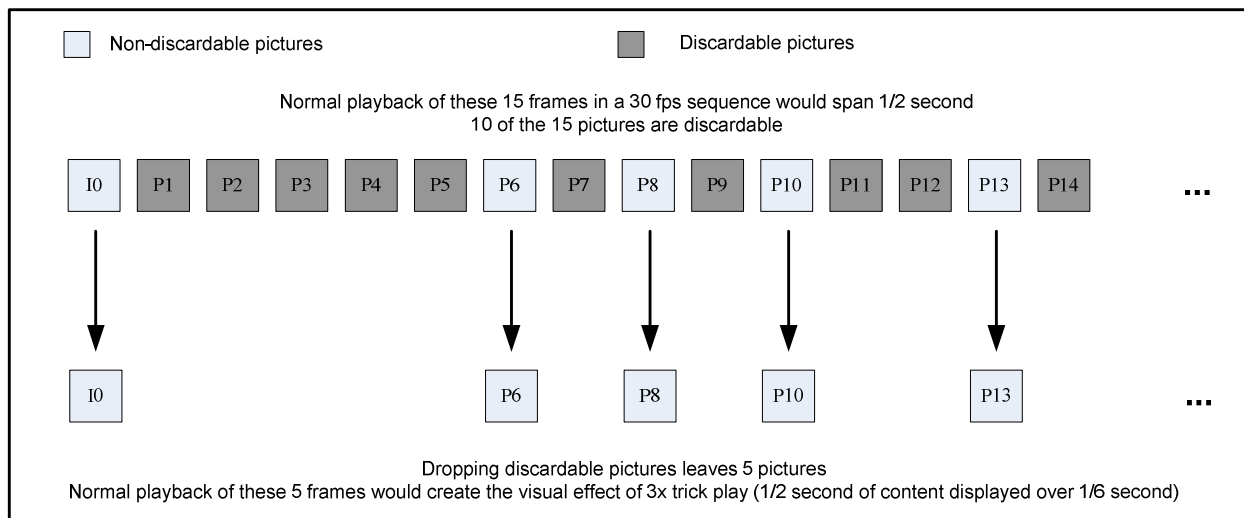 Non-discardable pictures
Discardable pictures
Normal playback of these 15 frames in a 30 fps sequence would span 1/2 second
10 of the 15 pictures are discardable
I0 P1 P2 P3 P4 P5 P6 P7 P8 P9 P10 P11 P12 P13 P14 ...
I0 P6 P8 P10 P13 ...
Dropping discardable pictures leaves 5 pictures
Normal playback of these 5 frames would create the visual effect of 3x trick play (1/2 second of content displayed over 1/6 second)